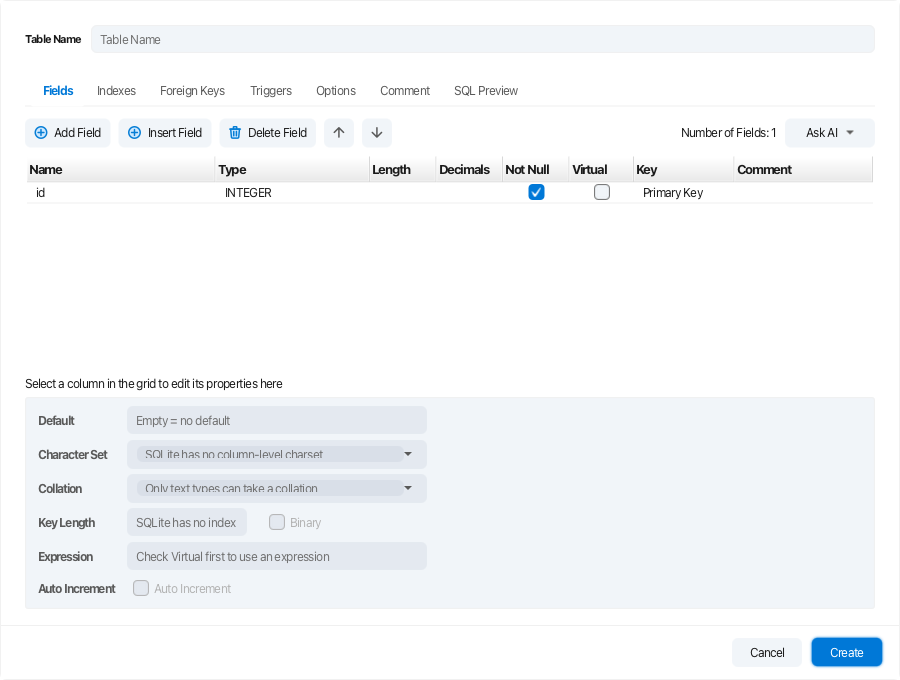 Table Name Table Name
Fields Indexes Foreign Keys Triggers Options Comment SQL Preview
Add Field Insert Field Delete Field Number of Fields: 1 Ask AI
Name Type Length Decimals Not Null Virtual Key Comment
id INTEGER Primary Key
Select a column in the grid to edit its properties here
Default Empty = no default
Character Set SQLite has no column-level charset
Collation Only text types can take a collation
Key Length SQLite has no index Binary
Expression Check Virtual first to use an expression
Auto Increment Auto Increment
Cancel Create